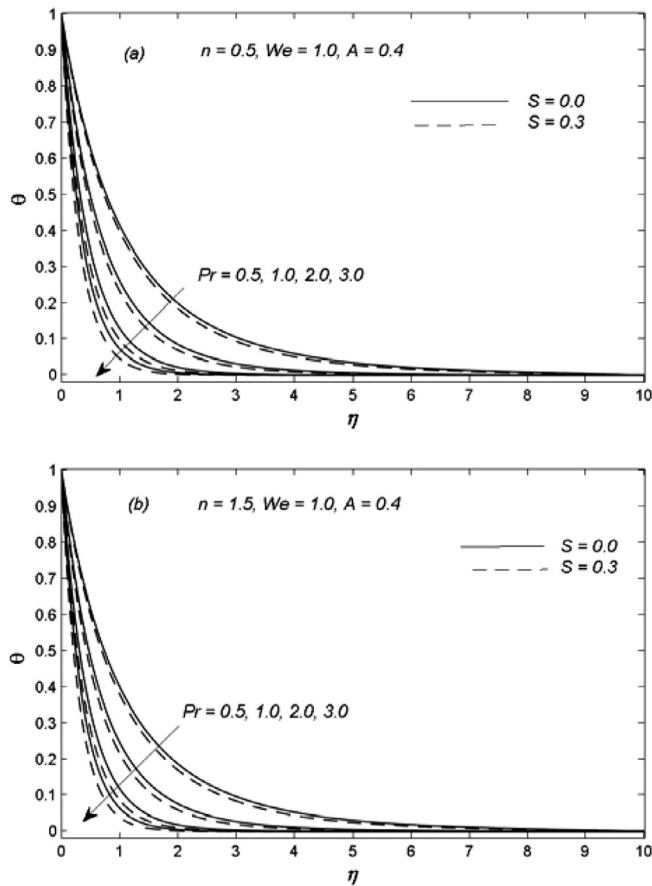 1
(a) n = 0.5, We = 1.0, A = 0.4
0.9
0.8
S = 0.0
0.7
S = 0.3
0.6
θ
0.5
0.4
0.3
Pr = 0.5, 1.0, 2.0, 3.0
0.2
0.1
0
0 1 2 3 4 5 6 7 8 9 10
η
1
(b) n = 1.5, We = 1.0, A = 0.4
0.9
0.8
S = 0.0
0.7
S = 0.3
0.6
θ
0.5
0.4
Pr = 0.5, 1.0, 2.0, 3.0
0.3
0.2
0.1
0
0 1 2 3 4 5 6 7 8 9 10
η